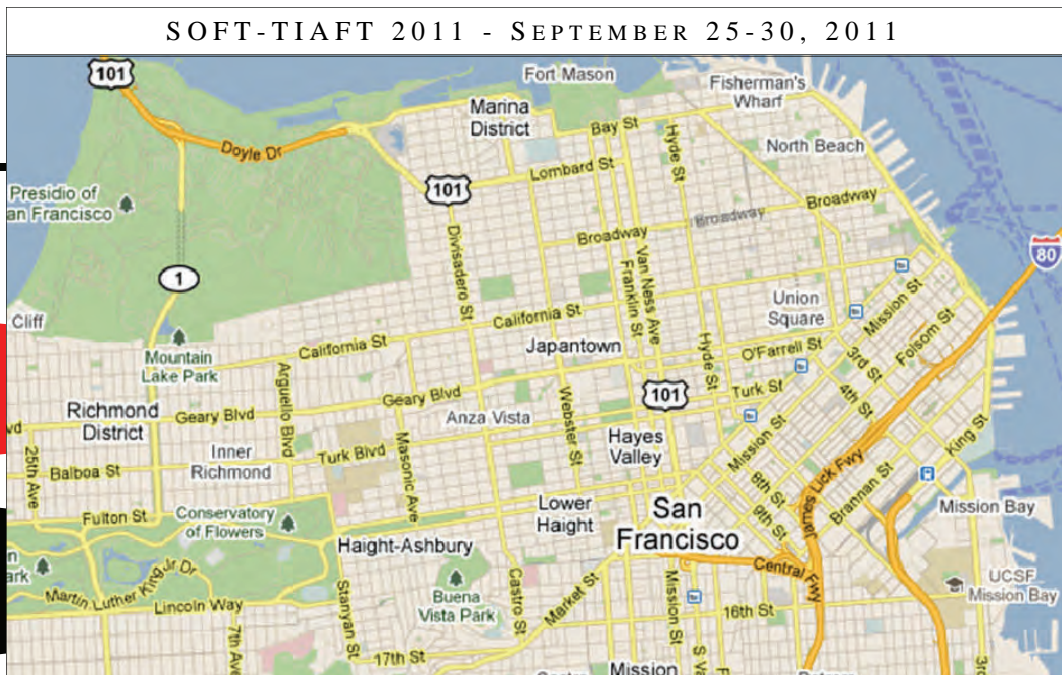 SOFT-TIAFT 2011 - SEPTEMBER 25-30, 2011
101
Fort Mason
Fisherman's
Wharf
Marina
District
Bay St
Hyde St
North Beach
Doyle Dr
Lombard St
101
Presidio of
an Francisco
Broadway
Broadway
Broadway
Divisadero St
Van Ness Ave
Franklin St
80
1
Union
Square
Mission St
Folsom St
Cliff
California St
California St
Japantown
Hyde St
O'Farrell St
3rd St
Mountain
Lake Park
Arguello Blvd
Geary Blvd
Geary Blvd
101
Turk St
4th St
Richmond
District
vd
Anza Vista
Webster St
Hayes
Valley
King St
25th Ave
Inner
Richmond
Turk Blvd
Masonic Ave
Mission St
Balboa St
8th St
James Lick Fwy
Brannan St
Fulton St
Conservatory
of Flowers
Lower
Haight
San
Francisco
9th St
Mission Bay
Haight-Ashbury
Central Fwy
ark
Martin Luther King Jr Dr
Buena
Vista Park
Castro St
Market St
Mission St
UCSF
Mission Bay
Lincoln Way
Stanyan St
16th St
7th Ave
17th St
Mission
S Va
3rd